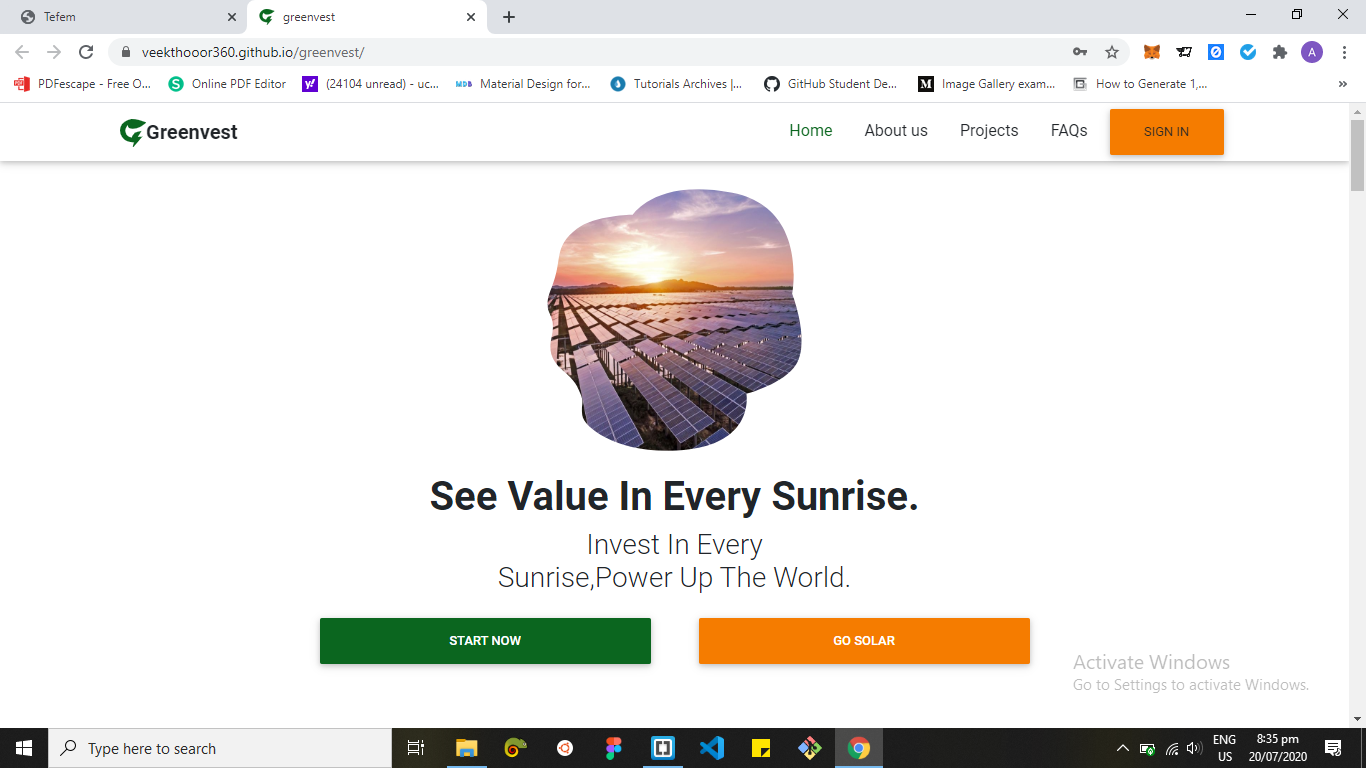 Tefem
greenvest
veekthooor360.github.io/greenvest/
A
PDFescape - Free O...
Online PDF Editor
(24104 unread) - uc...
Material Design for...
Tutorials Archives |...
GitHub Student De...
Image Gallery exam...
How to Generate 1,...
Greenvest
Home
About us
Projects
FAQs
SIGN IN
See Value In Every Sunrise.
Invest In Every
Sunrise,Power Up The World.
START NOW
GO SOLAR
Activate Windows
Go to Settings to activate Windows.
Type here to search
ENG
US
8:35 pm
20/07/2020